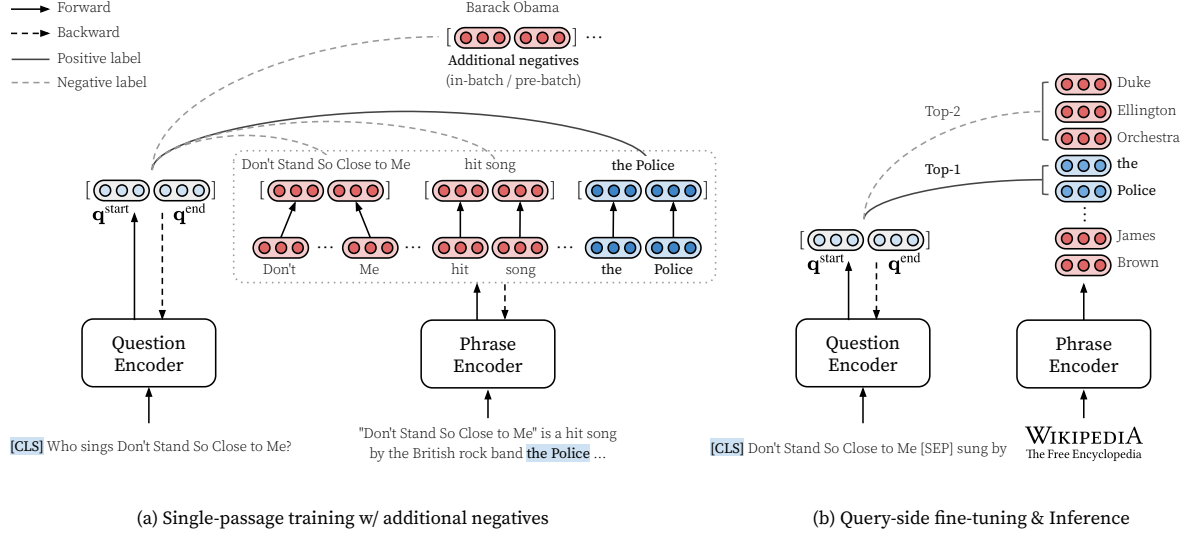 Forward
Backward
Positive label
Negative label
Barack Obama
[ ] ...
Additional negatives
(in-batch / pre-batch)
Don't Stand So Close to Me
hit song
the Police
[ ] [ ] [ ]
[ ]
q^start q^end
... ... ...
Don't Me hit song the Police
Question
Encoder
Phrase
Encoder
[CLS] Who sings Don't Stand So Close to Me?
"Don't Stand So Close to Me" is a hit song
by the British rock band the Police ...
(a) Single-passage training w/ additional negatives
Top-2
Top-1
Duke
Ellington
Orchestra
the
Police
⋮
James
Brown
[ ]
q^start q^end
Question
Encoder
Phrase
Encoder
[CLS] Don't Stand So Close to Me [SEP] sung by
WIKIPEDIA
The Free Encyclopedia
(b) Query-side fine-tuning & Inference